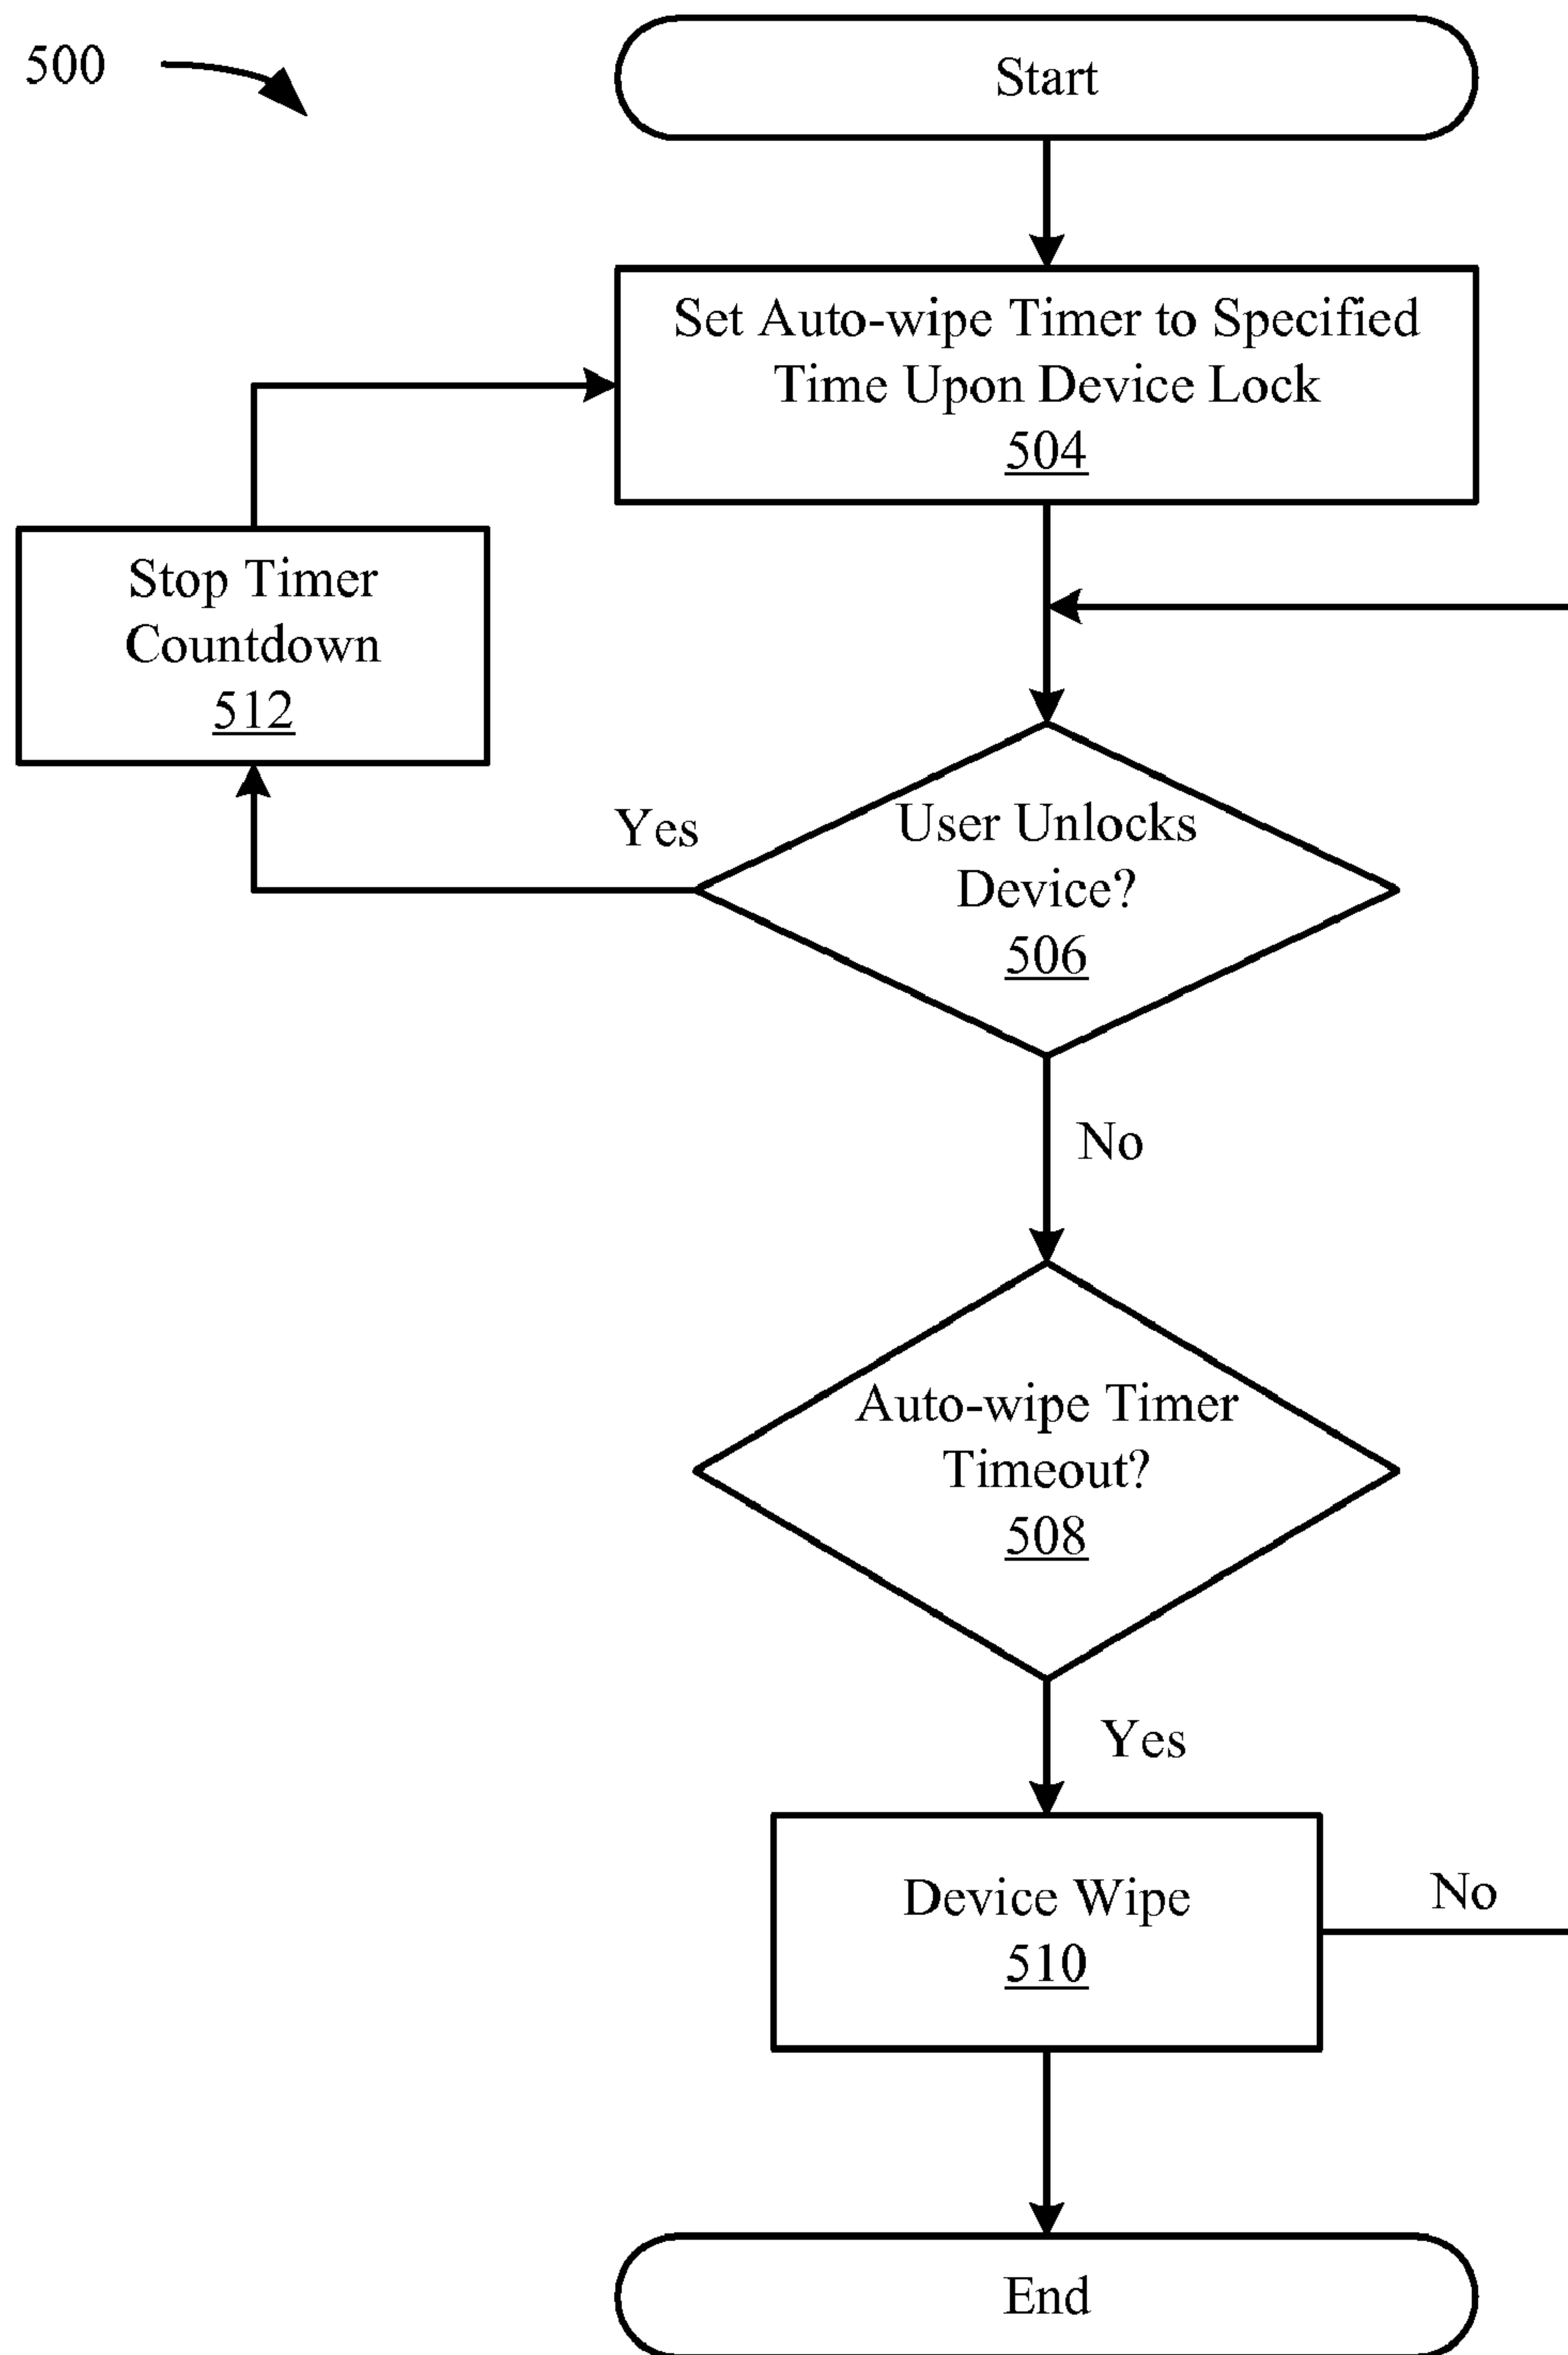 500
Start
Set Auto-wipe Timer to Specified
Time Upon Device Lock
504
Stop Timer
Countdown
512
Yes
User Unlocks
Device?
506
No
Auto-wipe Timer
Timeout?
508
Yes
Device Wipe
510
No
End